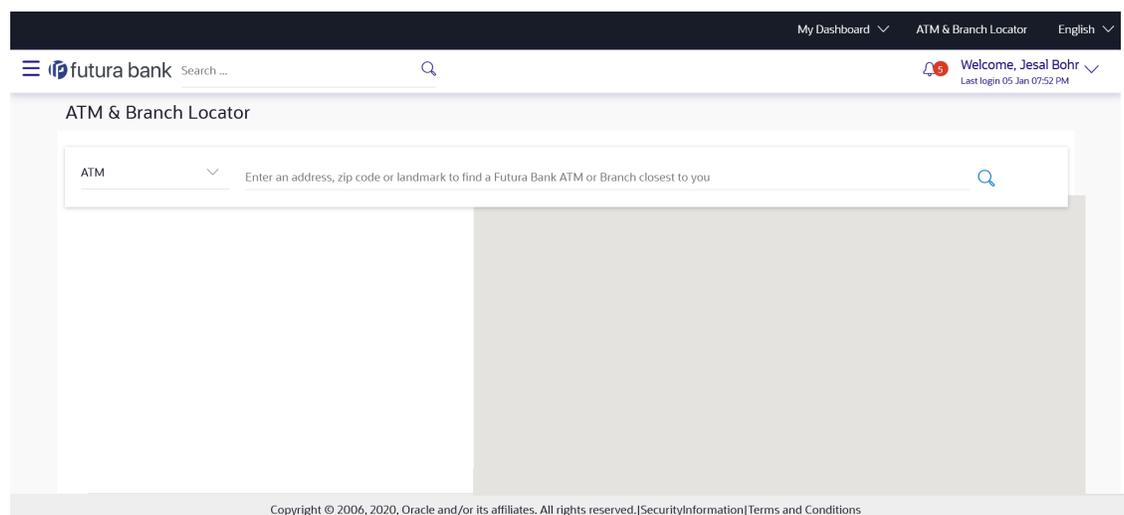 My Dashboard ATM & Branch Locator English
futura bank Search ... 5 Welcome, Jesal Bohr
Last login 05 Jan 07:52 PM
ATM & Branch Locator
ATM Enter an address, zip code or landmark to find a Futura Bank ATM or Branch closest to you
Copyright © 2006, 2020, Oracle and/or its affiliates. All rights reserved.|SecurityInformation|Terms and Conditions